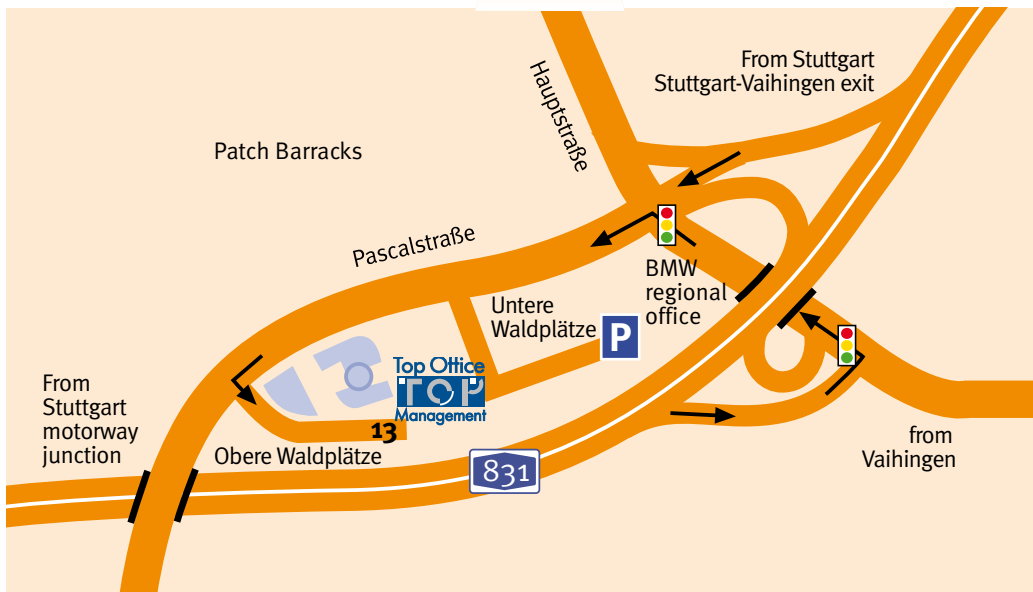 From Stuttgart
Stuttgart-Vaihingen exit
Hauptstraße
Patch Barracks
Pascalstraße
BMW
regional
office
Untere
Waldplätze
P
Top Office
TOP
Management
From
Stuttgart
motorway
junction
13
Obere Waldplätze
831
from
Vaihingen